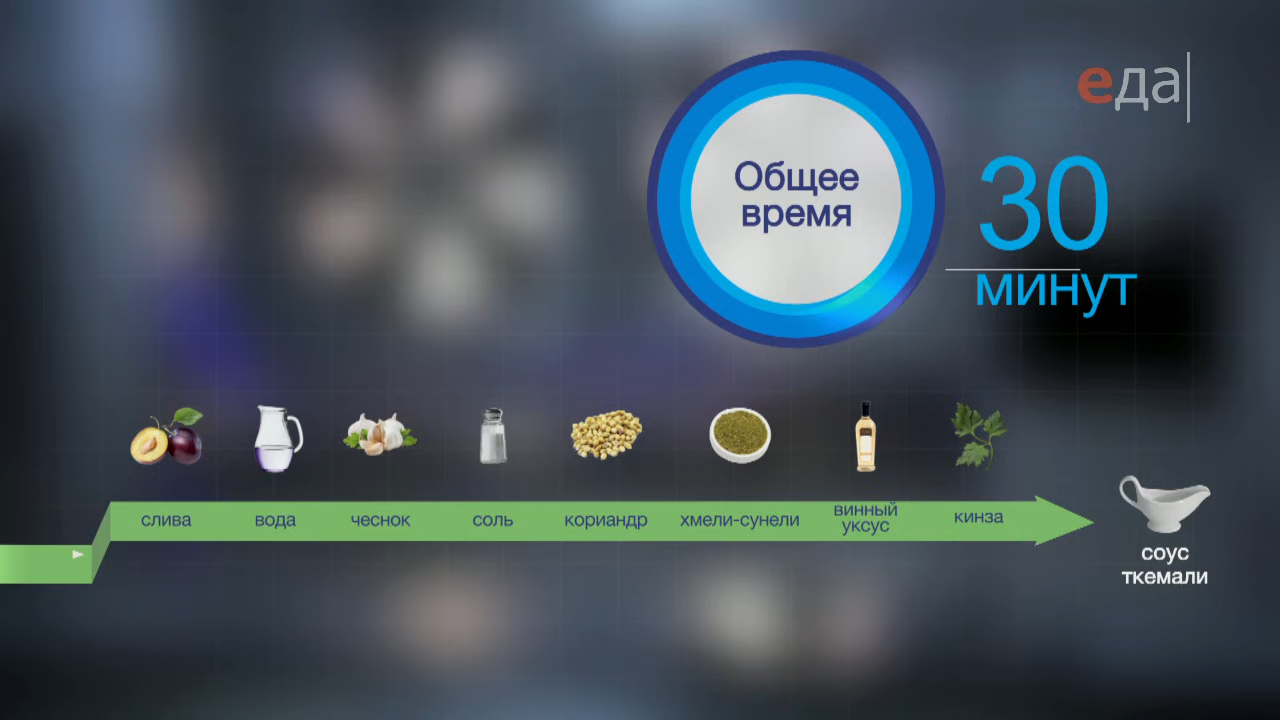 еда
Общее
время
30
минут
слива
вода
чеснок
соль
кориандр
хмели-сунели
винный
уксус
кинза
соус
ткемали